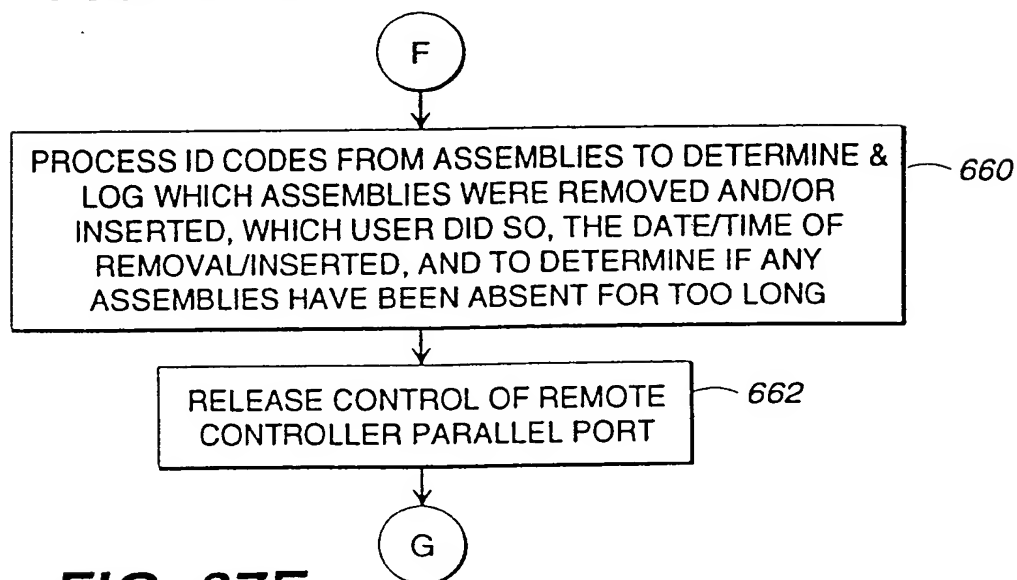 F
PROCESS ID CODES FROM ASSEMBLIES TO DETERMINE &
LOG WHICH ASSEMBLIES WERE REMOVED AND/OR
INSERTED, WHICH USER DID SO, THE DATE/TIME OF
REMOVAL/INSERTED, AND TO DETERMINE IF ANY
ASSEMBLIES HAVE BEEN ABSENT FOR TOO LONG
660
RELEASE CONTROL OF REMOTE
CONTROLLER PARALLEL PORT
662
G